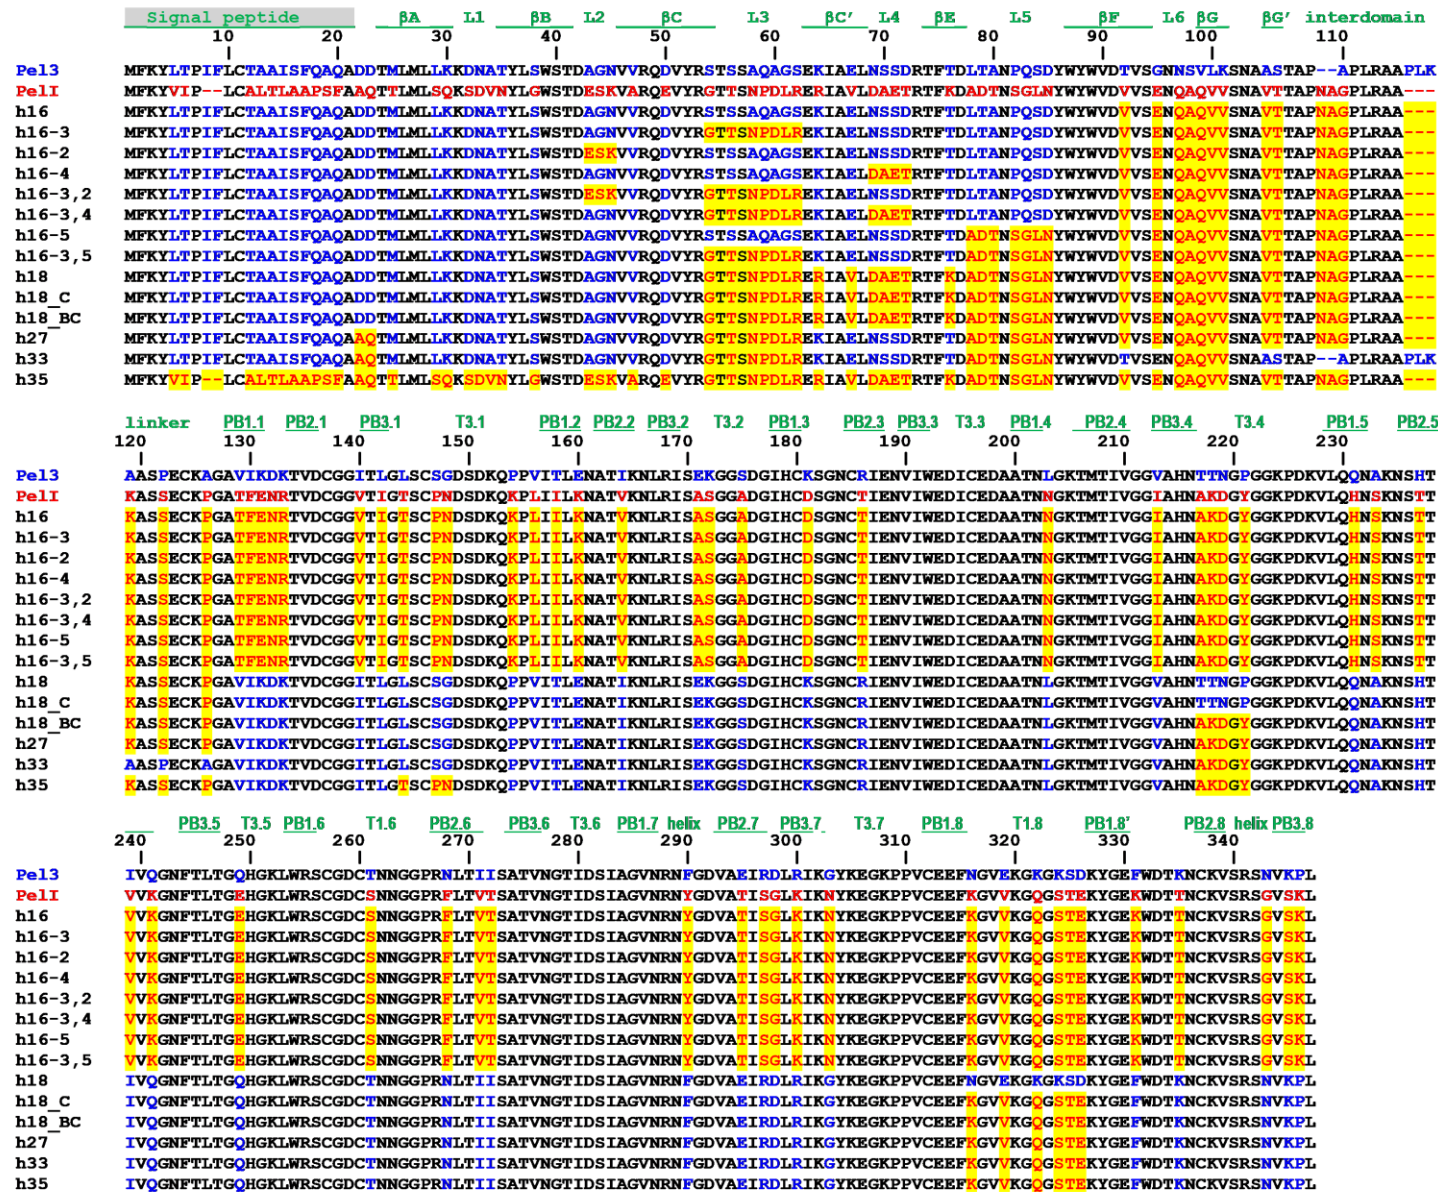 Signal peptide βA L1 βB L2 βC L3 βC' L4 βE L5 βF L6 βG βG' interdomain
10 20 30 40 50 60 70 80 90 100 110
Pel3 MFKYLTPIFLCTAAISFQAQADDTMLMLLKKDNATYLSWSTDAGNVVRQDVYRSTSSAQAGSEKIAELNSSDRTFTDLTANPQSDYWYWVDTVSGNNSVLKSNAASTAP--APLRAAPLK
PelI MFKYVIP--LCALTLAAPSFAAQTTLMLSQKSDVNYLGWSTDESKVARQEVYRGTTSNPDLRERIAVLDAETRTFKDADTNSGLNYWYWVDVVSENQAQVVSNAVTTAPNAGPLRAA---
h16 MFKYLTPIFLCTAAISFQAQADDTMLMLLKKDNATYLSWSTDAGNVVRQDVYRSTSSAQAGSEKIAELNSSDRTFTDLTANPQSDYWYWVDVVSENQAQVVSNAVTTAPNAGPLRAA---
h16-3 MFKYLTPIFLCTAAISFQAQADDTMLMLLKKDNATYLSWSTDAGNVVRQDVYRGTTSNPDLREKIAELNSSDRTFTDLTANPQSDYWYWVDVVSENQAQVVSNAVTTAPNAGPLRAA---
h16-2 MFKYLTPIFLCTAAISFQAQADDTMLMLLKKDNATYLSWSTDESKVVRQDVYRSTSSAQAGSEKIAELNSSDRTFTDLTANPQSDYWYWVDVVSENQAQVVSNAVTTAPNAGPLRAA---
h16-4 MFKYLTPIFLCTAAISFQAQADDTMLMLLKKDNATYLSWSTDAGNVVRQDVYRSTSSAQAGSEKIAELDAETRTFTDLTANPQSDYWYWVDVVSENQAQVVSNAVTTAPNAGPLRAA---
h16-3,2 MFKYLTPIFLCTAAISFQAQADDTMLMLLKKDNATYLSWSTDESKVVRQDVYRGTTSNPDLREKIAELNSSDRTFTDLTANPQSDYWYWVDVVSENQAQVVSNAVTTAPNAGPLRAA---
h16-3,4 MFKYLTPIFLCTAAISFQAQADDTMLMLLKKDNATYLSWSTDAGNVVRQDVYRGTTSNPDLREKIAELDAETRTFTDLTANPQSDYWYWVDVVSENQAQVVSNAVTTAPNAGPLRAA---
h16-5 MFKYLTPIFLCTAAISFQAQADDTMLMLLKKDNATYLSWSTDAGNVVRQDVYRSTSSAQAGSEKIAELNSSDRTFTDADTNSGLNYWYWVDVVSENQAQVVSNAVTTAPNAGPLRAA---
h16-3,5 MFKYLTPIFLCTAAISFQAQADDTMLMLLKKDNATYLSWSTDAGNVVRQDVYRGTTSNPDLREKIAELNSSDRTFTDADTNSGLNYWYWVDVVSENQAQVVSNAVTTAPNAGPLRAA---
h18 MFKYLTPIFLCTAAISFQAQADDTMLMLLKKDNATYLSWSTDAGNVVRQDVYRGTTSNPDLRERIAVLDAETRTFKDADTNSGLNYWYWVDVVSENQAQVVSNAVTTAPNAGPLRAA---
h18_C MFKYLTPIFLCTAAISFQAQADDTMLMLLKKDNATYLSWSTDAGNVVRQDVYRGTTSNPDLRERIAVLDAETRTFKDADTNSGLNYWYWVDVVSENQAQVVSNAVTTAPNAGPLRAA---
h18_BC MFKYLTPIFLCTAAISFQAQADDTMLMLLKKDNATYLSWSTDAGNVVRQDVYRGTTSNPDLRERIAVLDAETRTFKDADTNSGLNYWYWVDVVSENQAQVVSNAVTTAPNAGPLRAA---
h27 MFKYLTPIFLCTAAISFQAQAAQTMLMLLKKDNATYLSWSTDAGNVVRQDVYRGTTSNPDLRERIAVLDAETRTFKDADTNSGLNYWYWVDVVSENQAQVVSNAVTTAPNAGPLRAA---
h33 MFKYLTPIFLCTAAISFQAQAAQTMLMLLKKDNATYLSWSTDAGNVVRQDVYRSTSSAQAGSEKIAELNSSDRTFTDLTANPQSDYWYWVDTVSENQAQVVSNAASTAP--APLRAAPLK
h35 MFKYVIP--LCALTLAAPSFAAQTTLMLSQKSDVNYLGWSTDESKVARQDVYRGTTSNPDLRERIAVLDAETRTFKDADTNSGLNYWYWVDVVSENQAQVVSNAVTTAPNAGPLRAA---
linker PB1.1 PB2.1 PB3.1 T3.1 PB1.2 PB2.2 PB3.2 T3.2 PB1.3 PB2.3 PB3.3 T3.3 PB1.4 PB2.4 PB3.4 T3.4 PB1.5 PB2.5
120 130 140 150 160 170 180 190 200 210 220 230
Pel3 AASPECKAGAVIKDKTVDCGGITLGLSCSGDSDKQPPVITLENATIKNLRISEKGGSDGIHCKSGNCRIENVIWEDICEDAATNLGKTMTIVGGVAHNTTNGPGGKPDKVLQQNAKNSHT
PelI KASSECKPGATFENRTVDCGGVTIGTSCPNDSDKQKPLIILKNATVKNLRISASGGADGIHCDSGNCTIENVIWEDICEDAATNNGKTMTIVGGIAHNAKDGYGGKPDKVLQHNSKNSTT
h16 KASSECKPGATFENRTVDCGGVTIGTSCPNDSDKQKPLIILKNATVKNLRISASGGADGIHCDSGNCTIENVIWEDICEDAATNNGKTMTIVGGIAHNAKDGYGGKPDKVLQHNSKNSTT
h16-3 KASSECKPGATFENRTVDCGGVTIGTSCPNDSDKQKPLIILKNATVKNLRISASGGADGIHCDSGNCTIENVIWEDICEDAATNNGKTMTIVGGIAHNAKDGYGGKPDKVLQHNSKNSTT
h16-2 KASSECKPGATFENRTVDCGGVTIGTSCPNDSDKQKPLIILKNATVKNLRISASGGADGIHCDSGNCTIENVIWEDICEDAATNNGKTMTIVGGIAHNAKDGYGGKPDKVLQHNSKNSTT
h16-4 KASSECKPGATFENRTVDCGGVTIGTSCPNDSDKQKPLIILKNATVKNLRISASGGADGIHCDSGNCTIENVIWEDICEDAATNNGKTMTIVGGIAHNAKDGYGGKPDKVLQHNSKNSTT
h16-3,2 KASSECKPGATFENRTVDCGGVTIGTSCPNDSDKQKPLIILKNATVKNLRISASGGADGIHCDSGNCTIENVIWEDICEDAATNNGKTMTIVGGIAHNAKDGYGGKPDKVLQHNSKNSTT
h16-3,4 KASSECKPGATFENRTVDCGGVTIGTSCPNDSDKQKPLIILKNATVKNLRISASGGADGIHCDSGNCTIENVIWEDICEDAATNNGKTMTIVGGIAHNAKDGYGGKPDKVLQHNSKNSTT
h16-5 KASSECKPGATFENRTVDCGGVTIGTSCPNDSDKQKPLIILKNATVKNLRISASGGADGIHCDSGNCTIENVIWEDICEDAATNNGKTMTIVGGIAHNAKDGYGGKPDKVLQHNSKNSTT
h16-3,5 KASSECKPGATFENRTVDCGGVTIGTSCPNDSDKQKPLIILKNATVKNLRISASGGADGIHCDSGNCTIENVIWEDICEDAATNNGKTMTIVGGIAHNAKDGYGGKPDKVLQHNSKNSTT
h18 KASSECKPGAVIKDKTVDCGGITLGLSCSGDSDKQPPVITLENATIKNLRISEKGGSDGIHCKSGNCRIENVIWEDICEDAATNLGKTMTIVGGVAHNTTNGPGGKPDKVLQQNAKNSHT
h18_C KASSECKPGAVIKDKTVDCGGITLGLSCSGDSDKQPPVITLENATIKNLRISEKGGSDGIHCKSGNCRIENVIWEDICEDAATNLGKTMTIVGGVAHNTTNGPGGKPDKVLQQNAKNSHT
h18_BC KASSECKPGAVIKDKTVDCGGITLGLSCSGDSDKQPPVITLENATIKNLRISEKGGSDGIHCKSGNCRIENVIWEDICEDAATNLGKTMTIVGGVAHNAKDGYGGKPDKVLQQNAKNSHT
h27 KASSECKPGAVIKDKTVDCGGITLGLSCSGDSDKQPPVITLENATIKNLRISEKGGSDGIHCKSGNCRIENVIWEDICEDAATNLGKTMTIVGGVAHNAKDGYGGKPDKVLQQNAKNSHT
h33 AASPECKAGAVIKDKTVDCGGITLGLSCSGDSDKQPPVITLENATIKNLRISEKGGSDGIHCKSGNCRIENVIWEDICEDAATNLGKTMTIVGGVAHNAKDGYGGKPDKVLQQNAKNSHT
h35 KASSECKPGAVIKDKTVDCGGITLGTSCPNDSDKQPPVITLENATIKNLRISEKGGSDGIHCKSGNCRIENVIWEDICEDAATNLGKTMTIVGGVAHNAKDGYGGKPDKVLQQNAKNSHT
PB3.5 T3.5 PB1.6 T1.6 PB2.6 PB3.6 T3.6 PB1.7 helix PB2.7 PB3.7 T3.7 PB1.8 T1.8 PB1.8' PB2.8 helix PB3.8
240 250 260 270 280 290 300 310 320 330 340
Pel3 IVQGNFTLTGQHGKLWRSCGDCTNNGGPRNLTIISATVNGTIDSIAGVNRNFGDVAEIRDLRIKGYKEGKPPVCEEFNGVEKGKGKSDKYGEFWDTKNCKVSRSNVKPL
PelI VVKGNFTLTGEHGKLWRSCGDCSNNGGPRFLTVTSATVNGTIDSIAGVNRNYGDVATISGLKIKNYKEGKPPVCEEFKGVVKGQGSTEKYGEKWDTTNCKVSRSGVSKL
h16 VVKGNFTLTGEHGKLWRSCGDCSNNGGPRFLTVTSATVNGTIDSIAGVNRNYGDVATISGLKIKNYKEGKPPVCEEFKGVVKGQGSTEKYGEKWDTTNCKVSRSGVSKL
h16-3 VVKGNFTLTGEHGKLWRSCGDCSNNGGPRFLTVTSATVNGTIDSIAGVNRNYGDVATISGLKIKNYKEGKPPVCEEFKGVVKGQGSTEKYGEKWDTTNCKVSRSGVSKL
h16-2 VVKGNFTLTGEHGKLWRSCGDCSNNGGPRFLTVTSATVNGTIDSIAGVNRNYGDVATISGLKIKNYKEGKPPVCEEFKGVVKGQGSTEKYGEKWDTTNCKVSRSGVSKL
h16-4 VVKGNFTLTGEHGKLWRSCGDCSNNGGPRFLTVTSATVNGTIDSIAGVNRNYGDVATISGLKIKNYKEGKPPVCEEFKGVVKGQGSTEKYGEKWDTTNCKVSRSGVSKL
h16-3,2 VVKGNFTLTGEHGKLWRSCGDCSNNGGPRFLTVTSATVNGTIDSIAGVNRNYGDVATISGLKIKNYKEGKPPVCEEFKGVVKGQGSTEKYGEKWDTTNCKVSRSGVSKL
h16-3,4 VVKGNFTLTGEHGKLWRSCGDCSNNGGPRFLTVTSATVNGTIDSIAGVNRNYGDVATISGLKIKNYKEGKPPVCEEFKGVVKGQGSTEKYGEKWDTTNCKVSRSGVSKL
h16-5 VVKGNFTLTGEHGKLWRSCGDCSNNGGPRFLTVTSATVNGTIDSIAGVNRNYGDVATISGLKIKNYKEGKPPVCEEFKGVVKGQGSTEKYGEKWDTTNCKVSRSGVSKL
h16-3,5 VVKGNFTLTGEHGKLWRSCGDCSNNGGPRFLTVTSATVNGTIDSIAGVNRNYGDVATISGLKIKNYKEGKPPVCEEFKGVVKGQGSTEKYGEKWDTTNCKVSRSGVSKL
h18 IVQGNFTLTGQHGKLWRSCGDCTNNGGPRNLTIISATVNGTIDSIAGVNRNFGDVAEIRDLRIKGYKEGKPPVCEEFNGVEKGKGKSDKYGEFWDTKNCKVSRSNVKPL
h18_C IVQGNFTLTGQHGKLWRSCGDCTNNGGPRNLTIISATVNGTIDSIAGVNRNFGDVAEIRDLRIKGYKEGKPPVCEEFKGVVKGQGSTEKYGEFWDTKNCKVSRSNVKPL
h18_BC IVQGNFTLTGQHGKLWRSCGDCTNNGGPRNLTIISATVNGTIDSIAGVNRNFGDVAEIRDLRIKGYKEGKPPVCEEFKGVVKGQGSTEKYGEFWDTKNCKVSRSNVKPL
h27 IVQGNFTLTGQHGKLWRSCGDCTNNGGPRNLTIISATVNGTIDSIAGVNRNFGDVAEIRDLRIKGYKEGKPPVCEEFKGVVKGQGSTEKYGEFWDTKNCKVSRSNVKPL
h33 IVQGNFTLTGQHGKLWRSCGDCTNNGGPRNLTIISATVNGTIDSIAGVNRNFGDVAEIRDLRIKGYKEGKPPVCEEFKGVVKGQGSTEKYGEFWDTKNCKVSRSNVKPL
h35 IVQGNFTLTGQHGKLWRSCGDCTNNGGPRNLTIISATVNGTIDSIAGVNRNFGDVAEIRDLRIKGYKEGKPPVCEEFKGVVKGQGSTEKYGEFWDTKNCKVSRSNVKPL